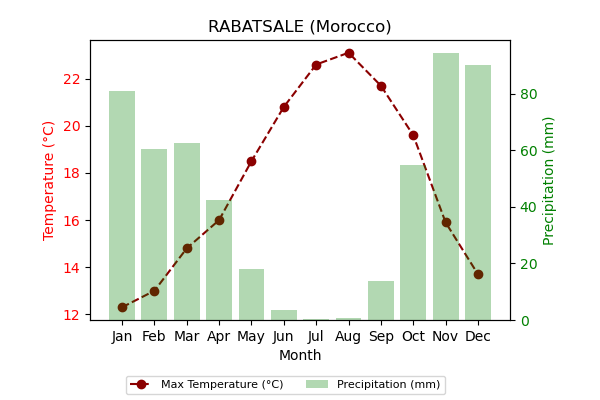 RABATSALE (Morocco)
Temperature (°C)
22
20
18
16
14
12
80
60
40
20
0
Precipitation (mm)
Jan Feb Mar Apr May Jun Jul Aug Sep Oct Nov Dec
Month
Max Temperature (°C) Precipitation (mm)